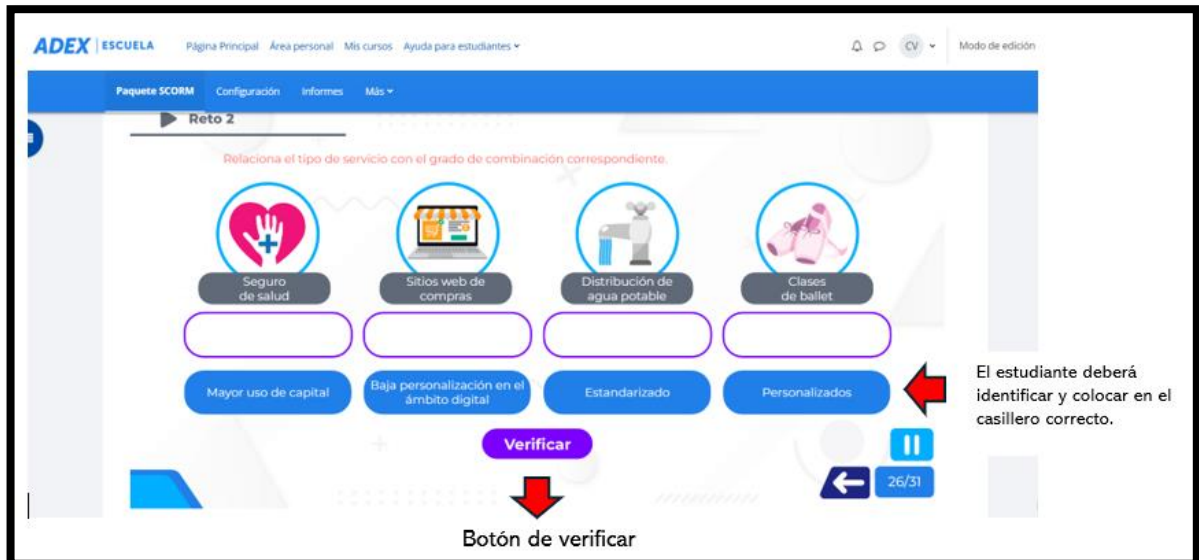 ADEX ESCUELA Página Principal Área personal Mis cursos Ayuda para estudiantes CV Modo de edición
Paquete SCORM Configuración Informes Más
Reto 2
Relaciona el tipo de servicio con el grado de combinación correspondiente.
Seguro
de salud
Sitios web de
compras
Distribución de
agua potable
Clases
de ballet
Mayor uso de capital
Baja personalización en el
ámbito digital
Estandarizado
Personalizados
El estudiante deberá
identificar y colocar en el
casillero correcto.
Verificar
26/31
Botón de verificar